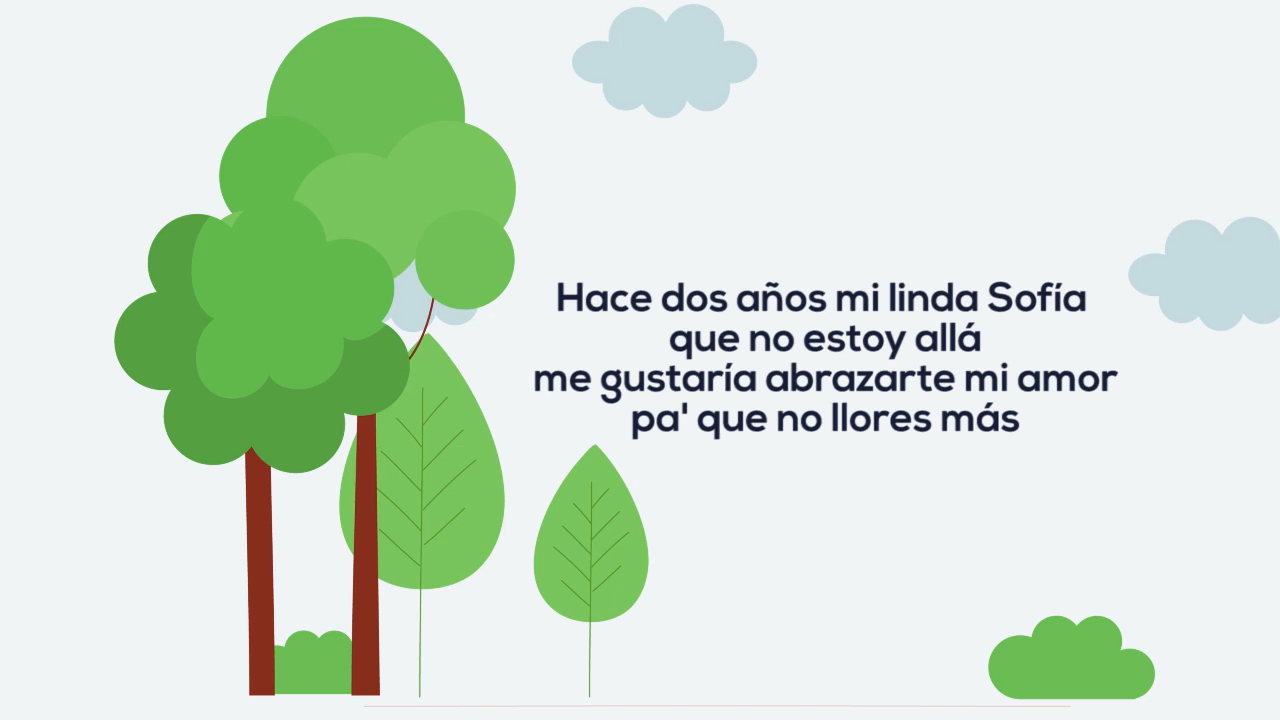 Hace dos años mi linda Sofía
que no estoy allá
me gustaría abrazarte mi amor
pa' que no llores más